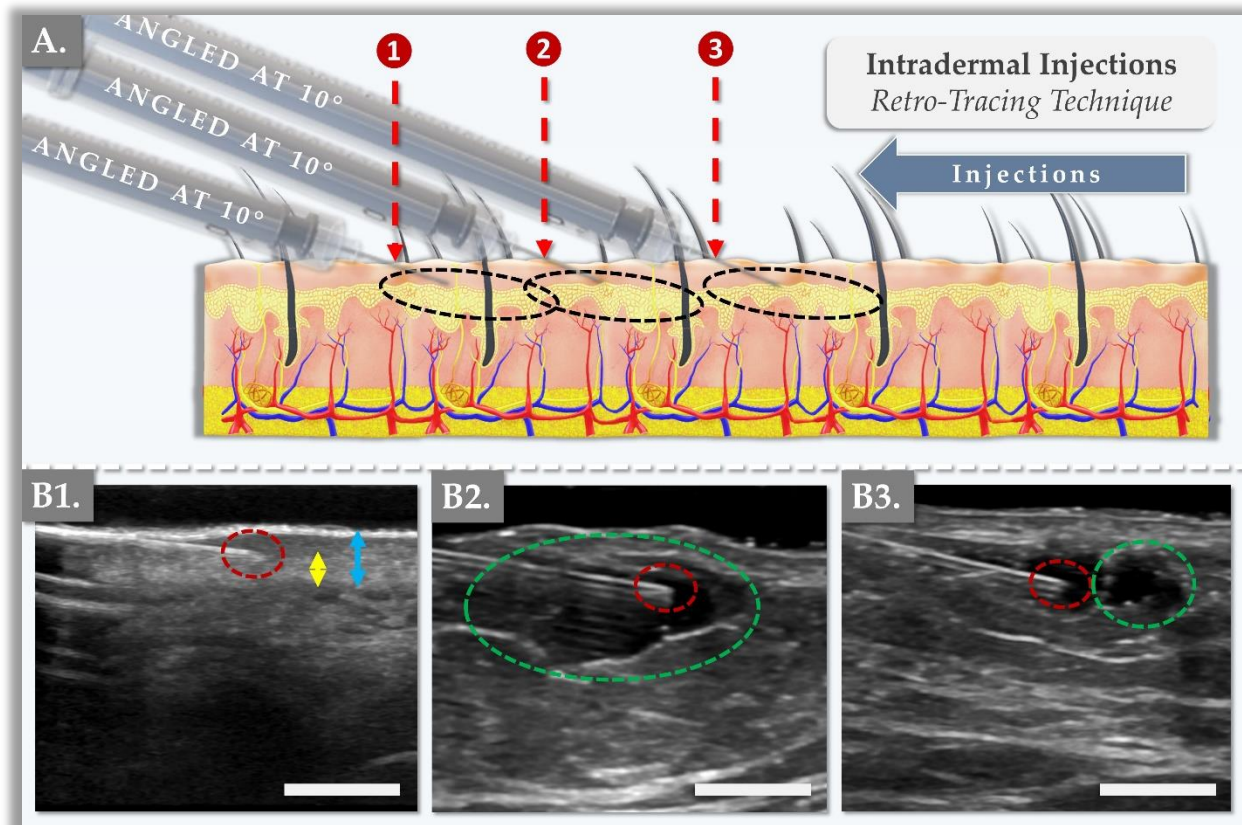 A.
ANGLED AT 10°
ANGLED AT 10°
ANGLED AT 10°
1
2
3
Intradermal Injections
Retro-Tracing Technique
Injections
B1.
B2.
B3.